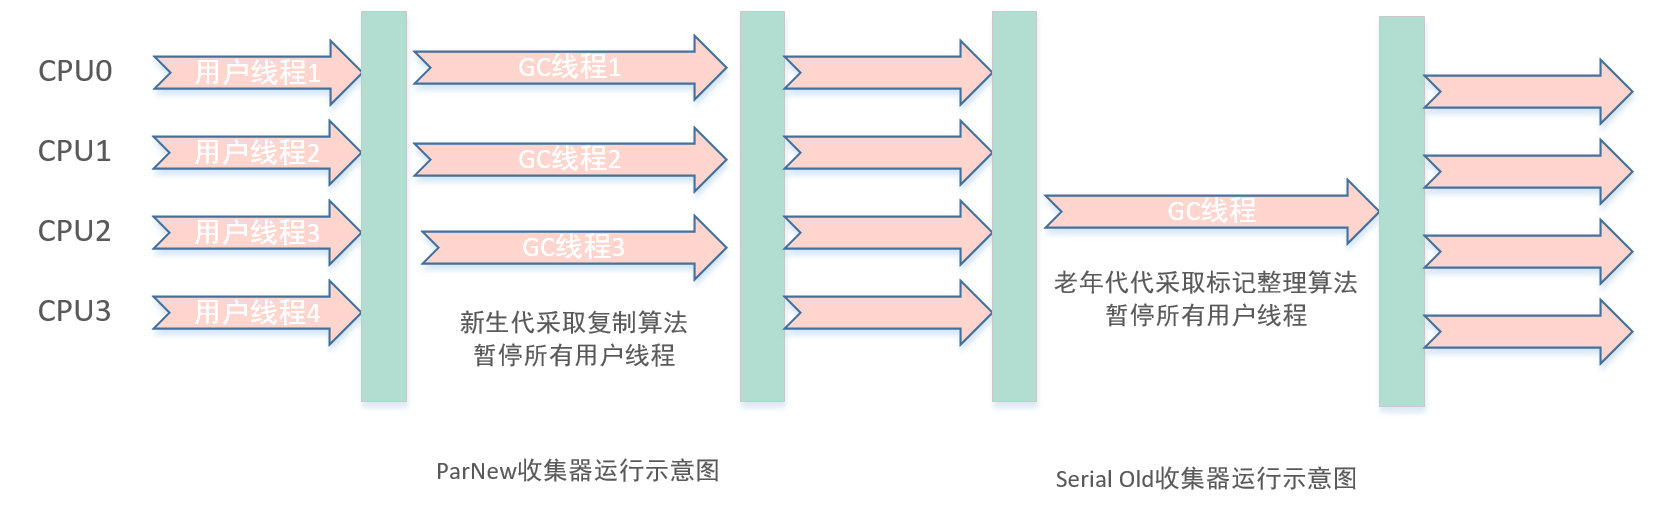 CPU0
用户线程1
GC线程1
CPU1
用户线程2
GC线程2
CPU2
用户线程3
GC线程3
GC线程
CPU3
用户线程4
新生代采取复制算法
暂停所有用户线程
老年代代采取标记整理算法
暂停所有用户线程
ParNew收集器运行示意图
Serial Old收集器运行示意图